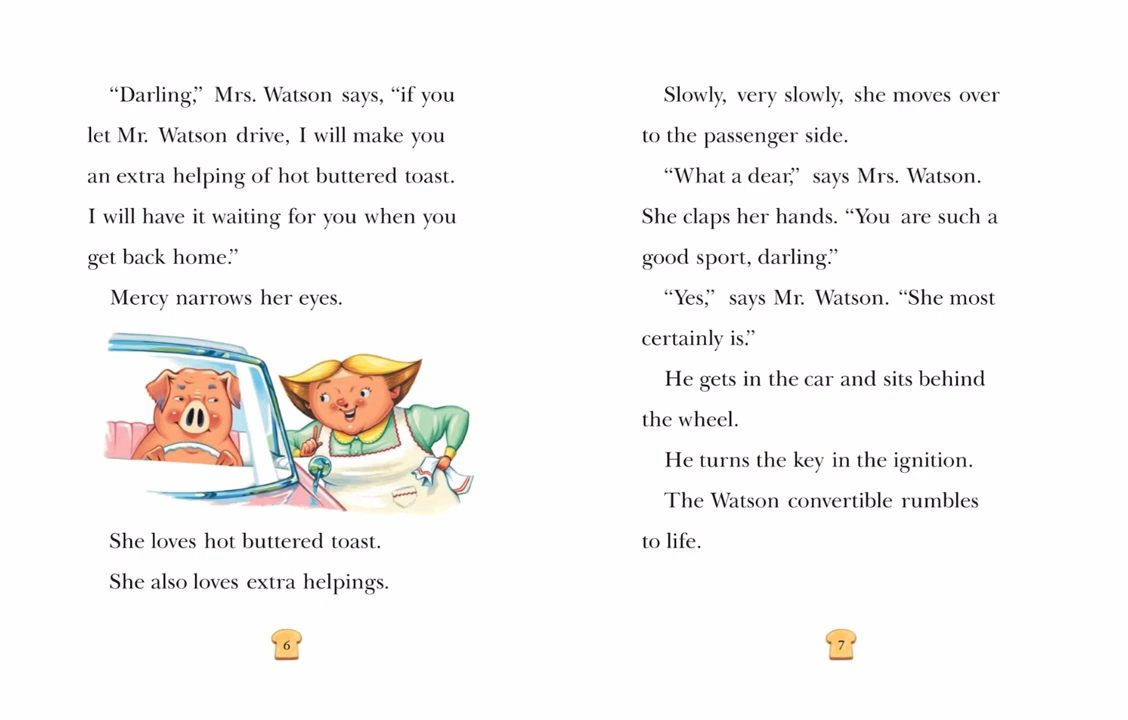 “Darling,” Mrs. Watson says, “if you
let Mr. Watson drive, I will make you
an extra helping of hot buttered toast.
I will have it waiting for you when you
get back home.”
Mercy narrows her eyes.
She loves hot buttered toast.
She also loves extra helpings.
6
Slowly, very slowly, she moves over
to the passenger side.
“What a dear,” says Mrs. Watson.
She claps her hands. “You are such a
good sport, darling.”
“Yes,” says Mr. Watson. “She most
certainly is.”
He gets in the car and sits behind
the wheel.
He turns the key in the ignition.
The Watson convertible rumbles
to life.
7